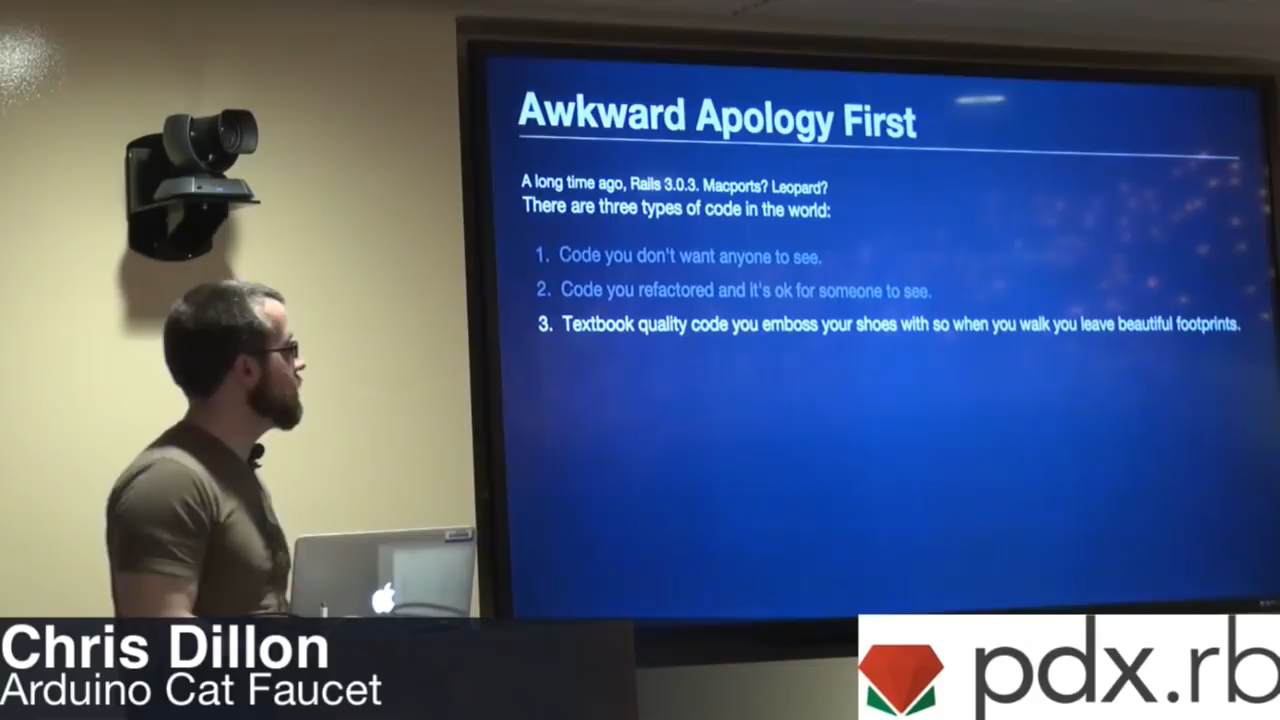 Awkward Apology First
A long time ago, Rails 3.0.3. Macports? Leopard?
There are three types of code in the world:
1. Code you don't want anyone to see.
2. Code you refactored and it's ok for someone to see.
3. Textbook quality code you emboss your shoes with so when you walk you leave beautiful footprints.
Chris Dillon
Arduino Cat Faucet
pdx.rb